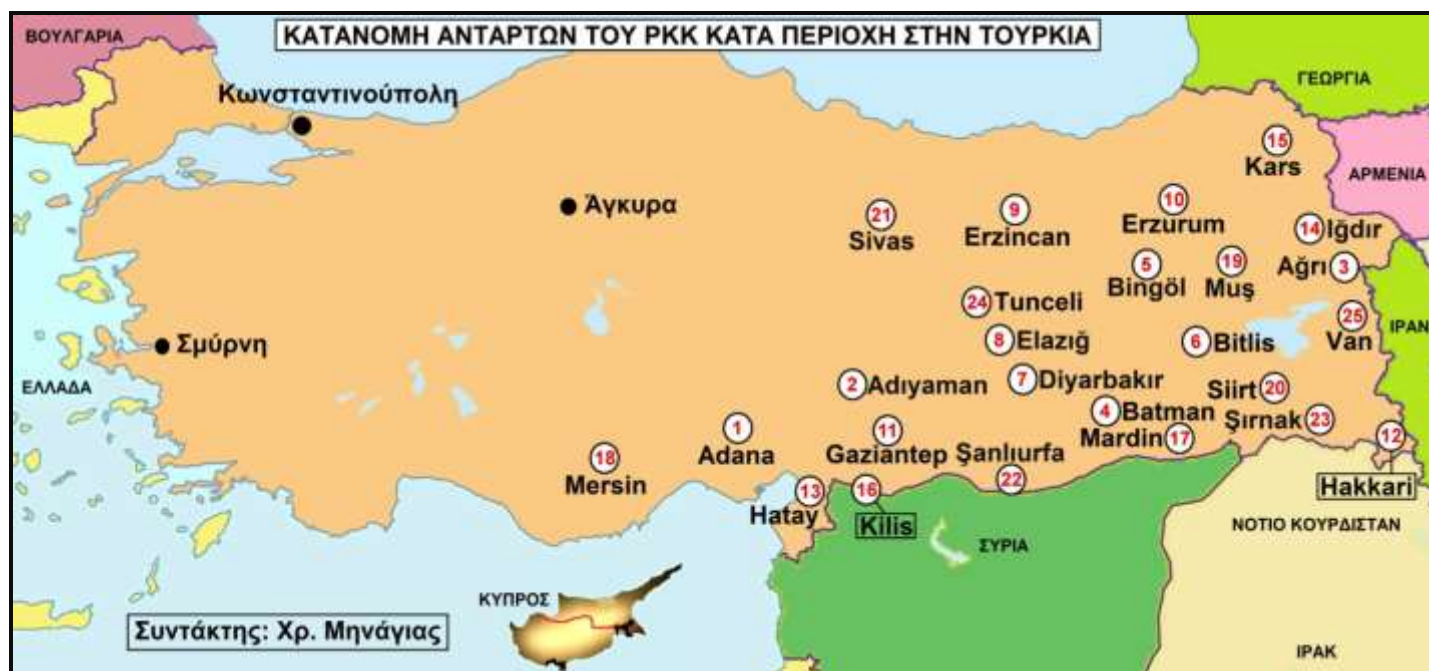 ΒΟΥΛΓΑΡΙΑ
ΚΑΤΑΝΟΜΗ ΑΝΤΑΡΤΩΝ ΤΟΥ ΡΚΚ ΚΑΤΑ ΠΕΡΙΟΧΗ ΣΤΗΝ ΤΟΥΡΚΙΑ
ΓΕΩΡΓΙΑ
Κωνσταντινούπολη
15
Kars
ΑΡΜΕΝΙΑ
Άγκυρα
21
Sivas
9
Erzincan
10
Erzurum
14 Iğdır
5
Bingöl
19
Muş
Ağrı 3
24 Tunceli
25
Van
ΙΡΑΝ
Σμύρνη
8 Elazığ
6 Bitlis
ΕΛΛΑΔΑ
2 Adıyaman
7 Diyarbakır
Siirt 20
4 Batman
Şırnak 23
1
Adana
11
Gaziantep
Mardin 17
12
Hakkari
18
Mersin
Şanlıurfa
22
13
Hatay
16
Kilis
ΝΟΤΙΟ ΚΟΥΡΔΙΣΤΑΝ
ΣΥΡΙΑ
ΚΥΠΡΟΣ
Συντάκτης: Χρ. Μηνάγιας
ΙΡΑΚ